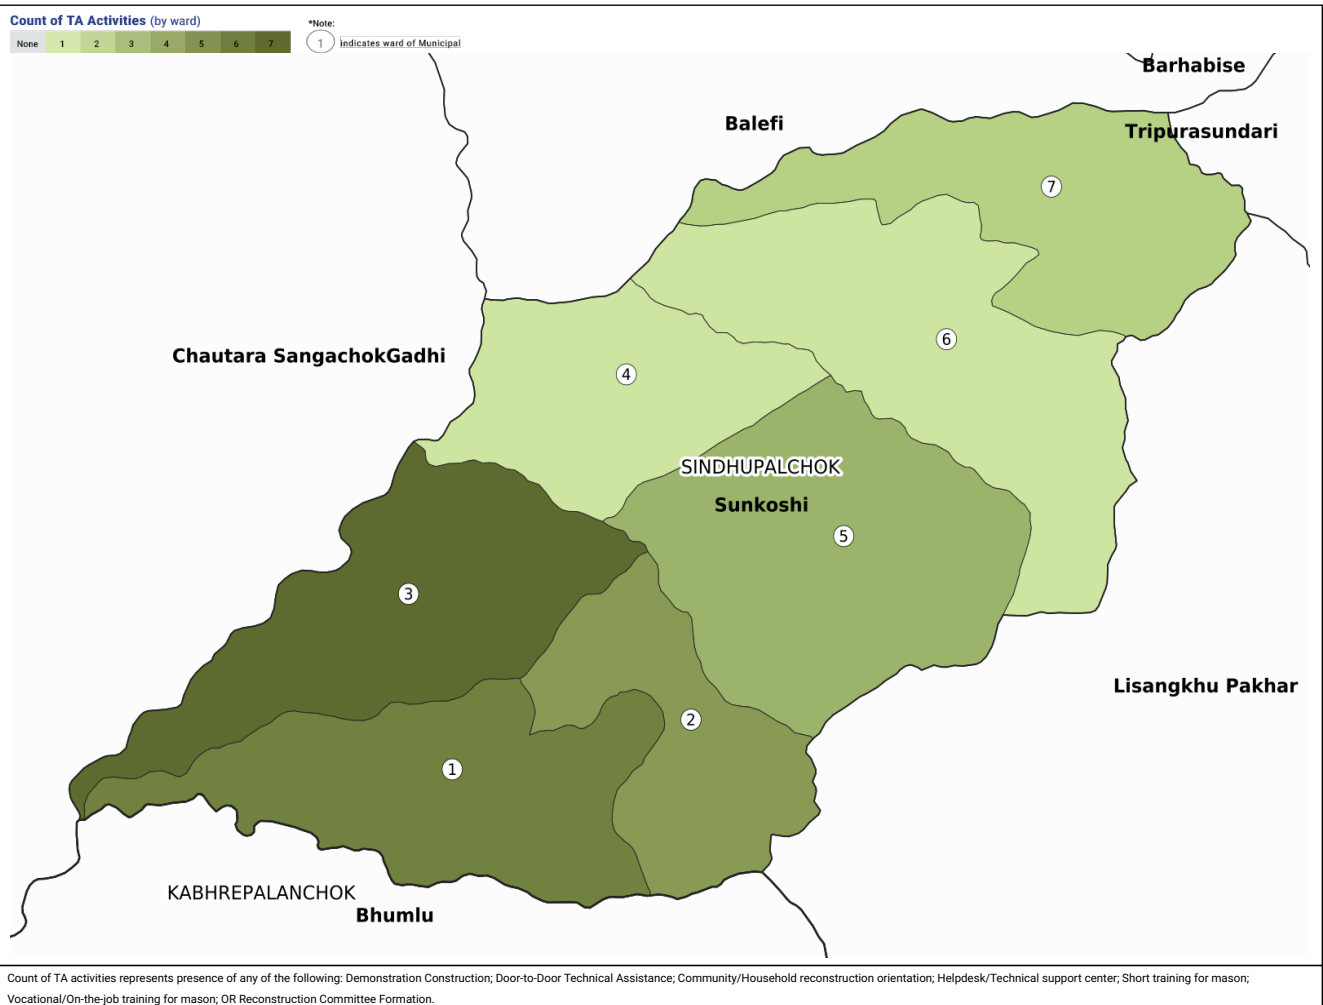 Count of TA Activities (by ward)
*Note:
None 1 2 3 4 5 6 7
1 indicates ward of Municipal
Barhabise
Balefi
Tripurasundari
7
6
Chautara SangachokGadhi
4
SINDHUPALCHOK
Sunkoshi
5
3
Lisangkhu Pakhar
2
1
KABHREPALANCHOK
Bhumlu
Count of TA activities represents presence of any of the following: Demonstration Construction; Door-to-Door Technical Assistance; Community/Household reconstruction orientation; Helpdesk/Technical support center; Short training for mason;
Vocational/On-the-job training for mason; OR Reconstruction Committee Formation.